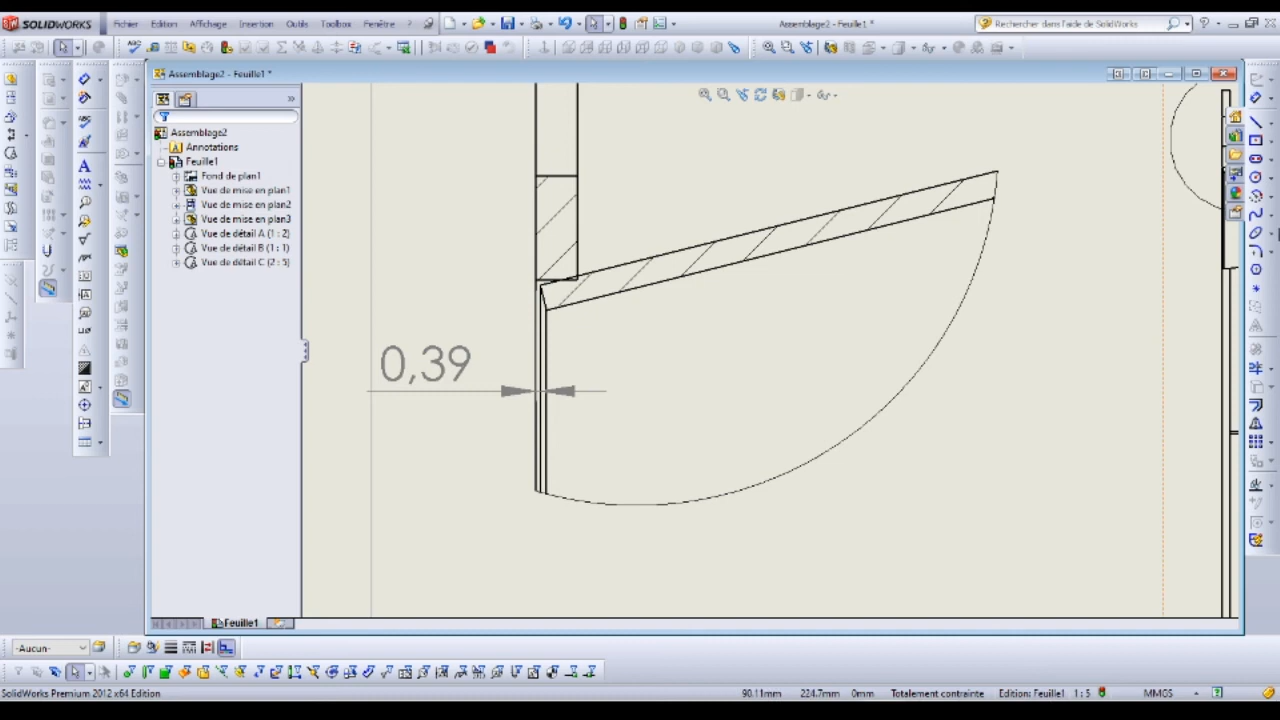 SOLIDWORKS Fichier Edition Affichage Insertion Outils Toolbox Fenêtre ? Assemblage2 - Feuille1 * Rechercher dans l'aide de SolidWorks
Assemblage2 - Feuille1 *
Assemblage2
Annotations
Feuille1
Fond de plan1
Vue de mise en plan1
Vue de mise en plan2
Vue de mise en plan3
Vue de détail A (1 : 2)
Vue de détail B (1 : 1)
Vue de détail C (2 : 5)
0,39
Feuille1
-Aucun-
SolidWorks Premium 2012 x64 Edition 90.11mm 224.7mm 0mm Totalement contrainte Edition: Feuille1 1 : 5 MMGS